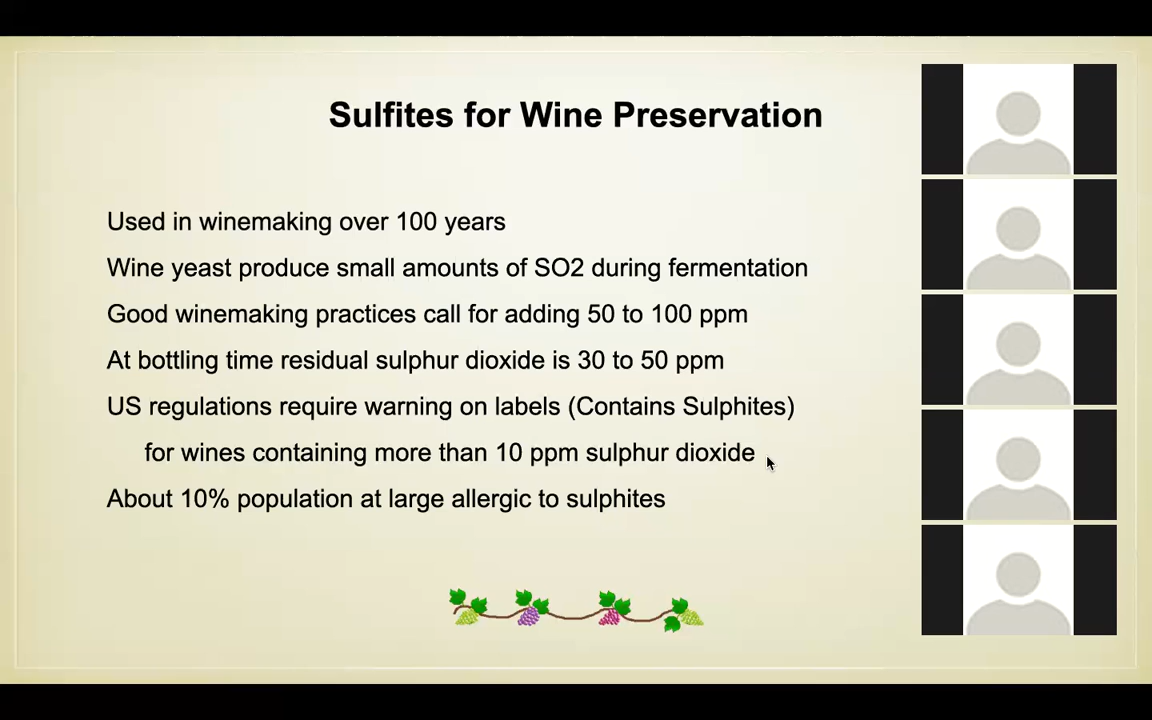 Sulfites for Wine Preservation
Used in winemaking over 100 years
Wine yeast produce small amounts of SO2 during fermentation
Good winemaking practices call for adding 50 to 100 ppm
At bottling time residual sulphur dioxide is 30 to 50 ppm
US regulations require warning on labels (Contains Sulphites)
for wines containing more than 10 ppm sulphur dioxide
About 10% population at large allergic to sulphites